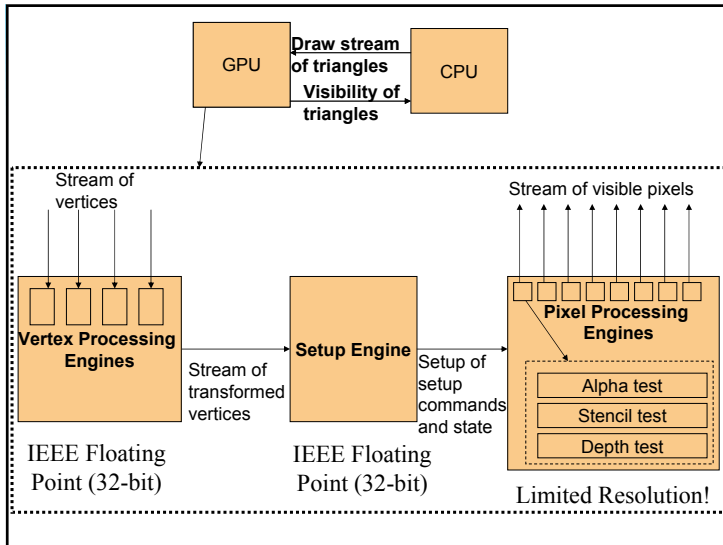 Draw stream
of triangles
GPU
CPU
Visibility of
triangles
Stream of
vertices
Stream of visible pixels
Vertex Processing
Engines
Setup Engine
Pixel Processing
Engines
Stream of
transformed
vertices
Setup of
setup
commands
and state
Alpha test
Stencil test
Depth test
IEEE Floating
Point (32-bit)
IEEE Floating
Point (32-bit)
Limited Resolution!